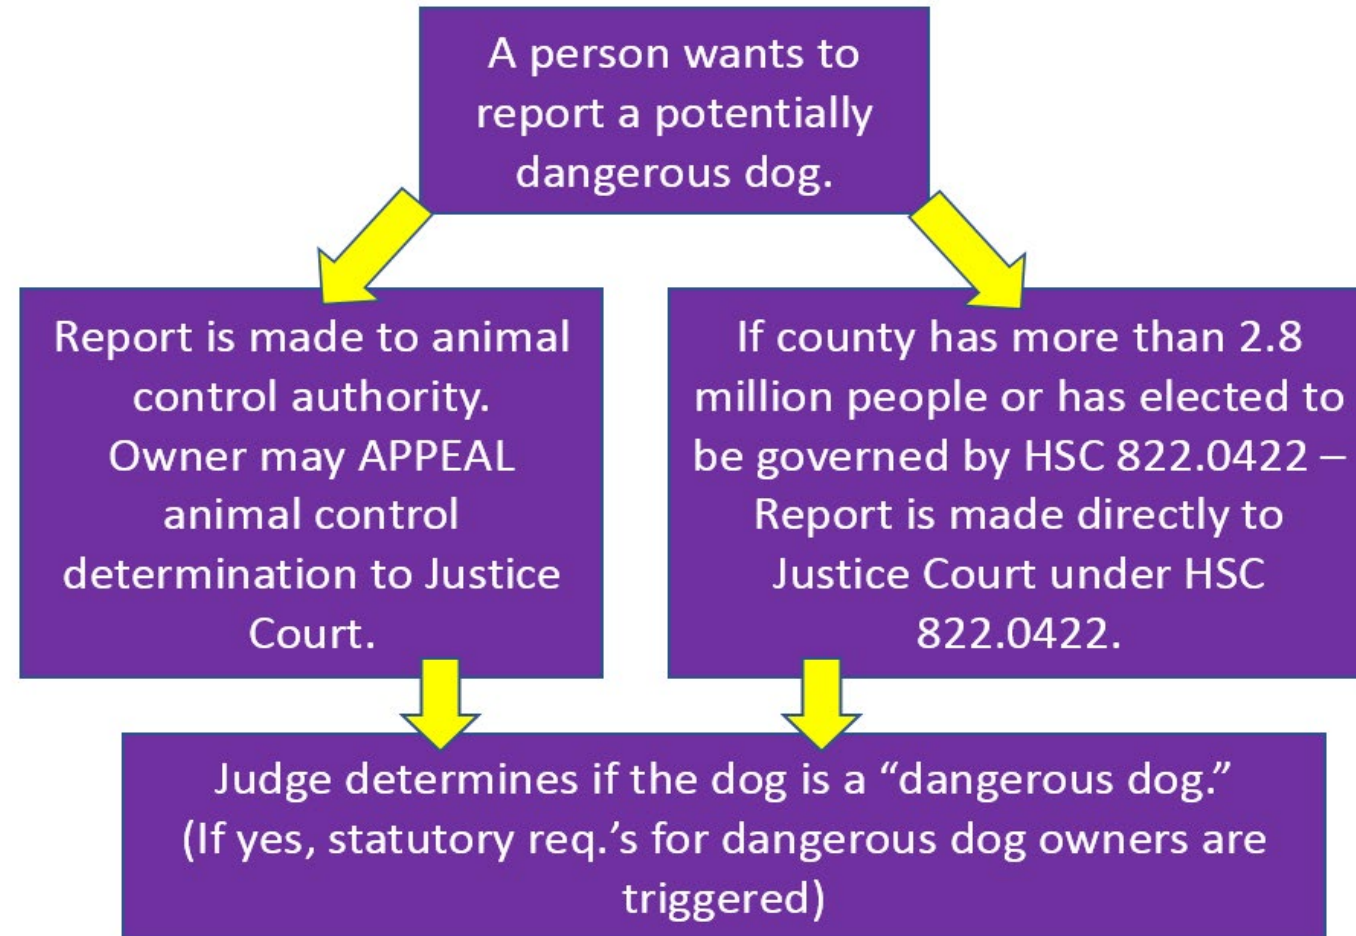 A person wants to
report a potentially
dangerous dog.
Report is made to animal
control authority.
Owner may APPEAL
animal control
determination to Justice
Court.
If county has more than 2.8
million people or has elected to
be governed by HSC 822.0422 –
Report is made directly to
Justice Court under HSC
822.0422.
Judge determines if the dog is a “dangerous dog.”
(If yes, statutory req.’s for dangerous dog owners are
triggered)